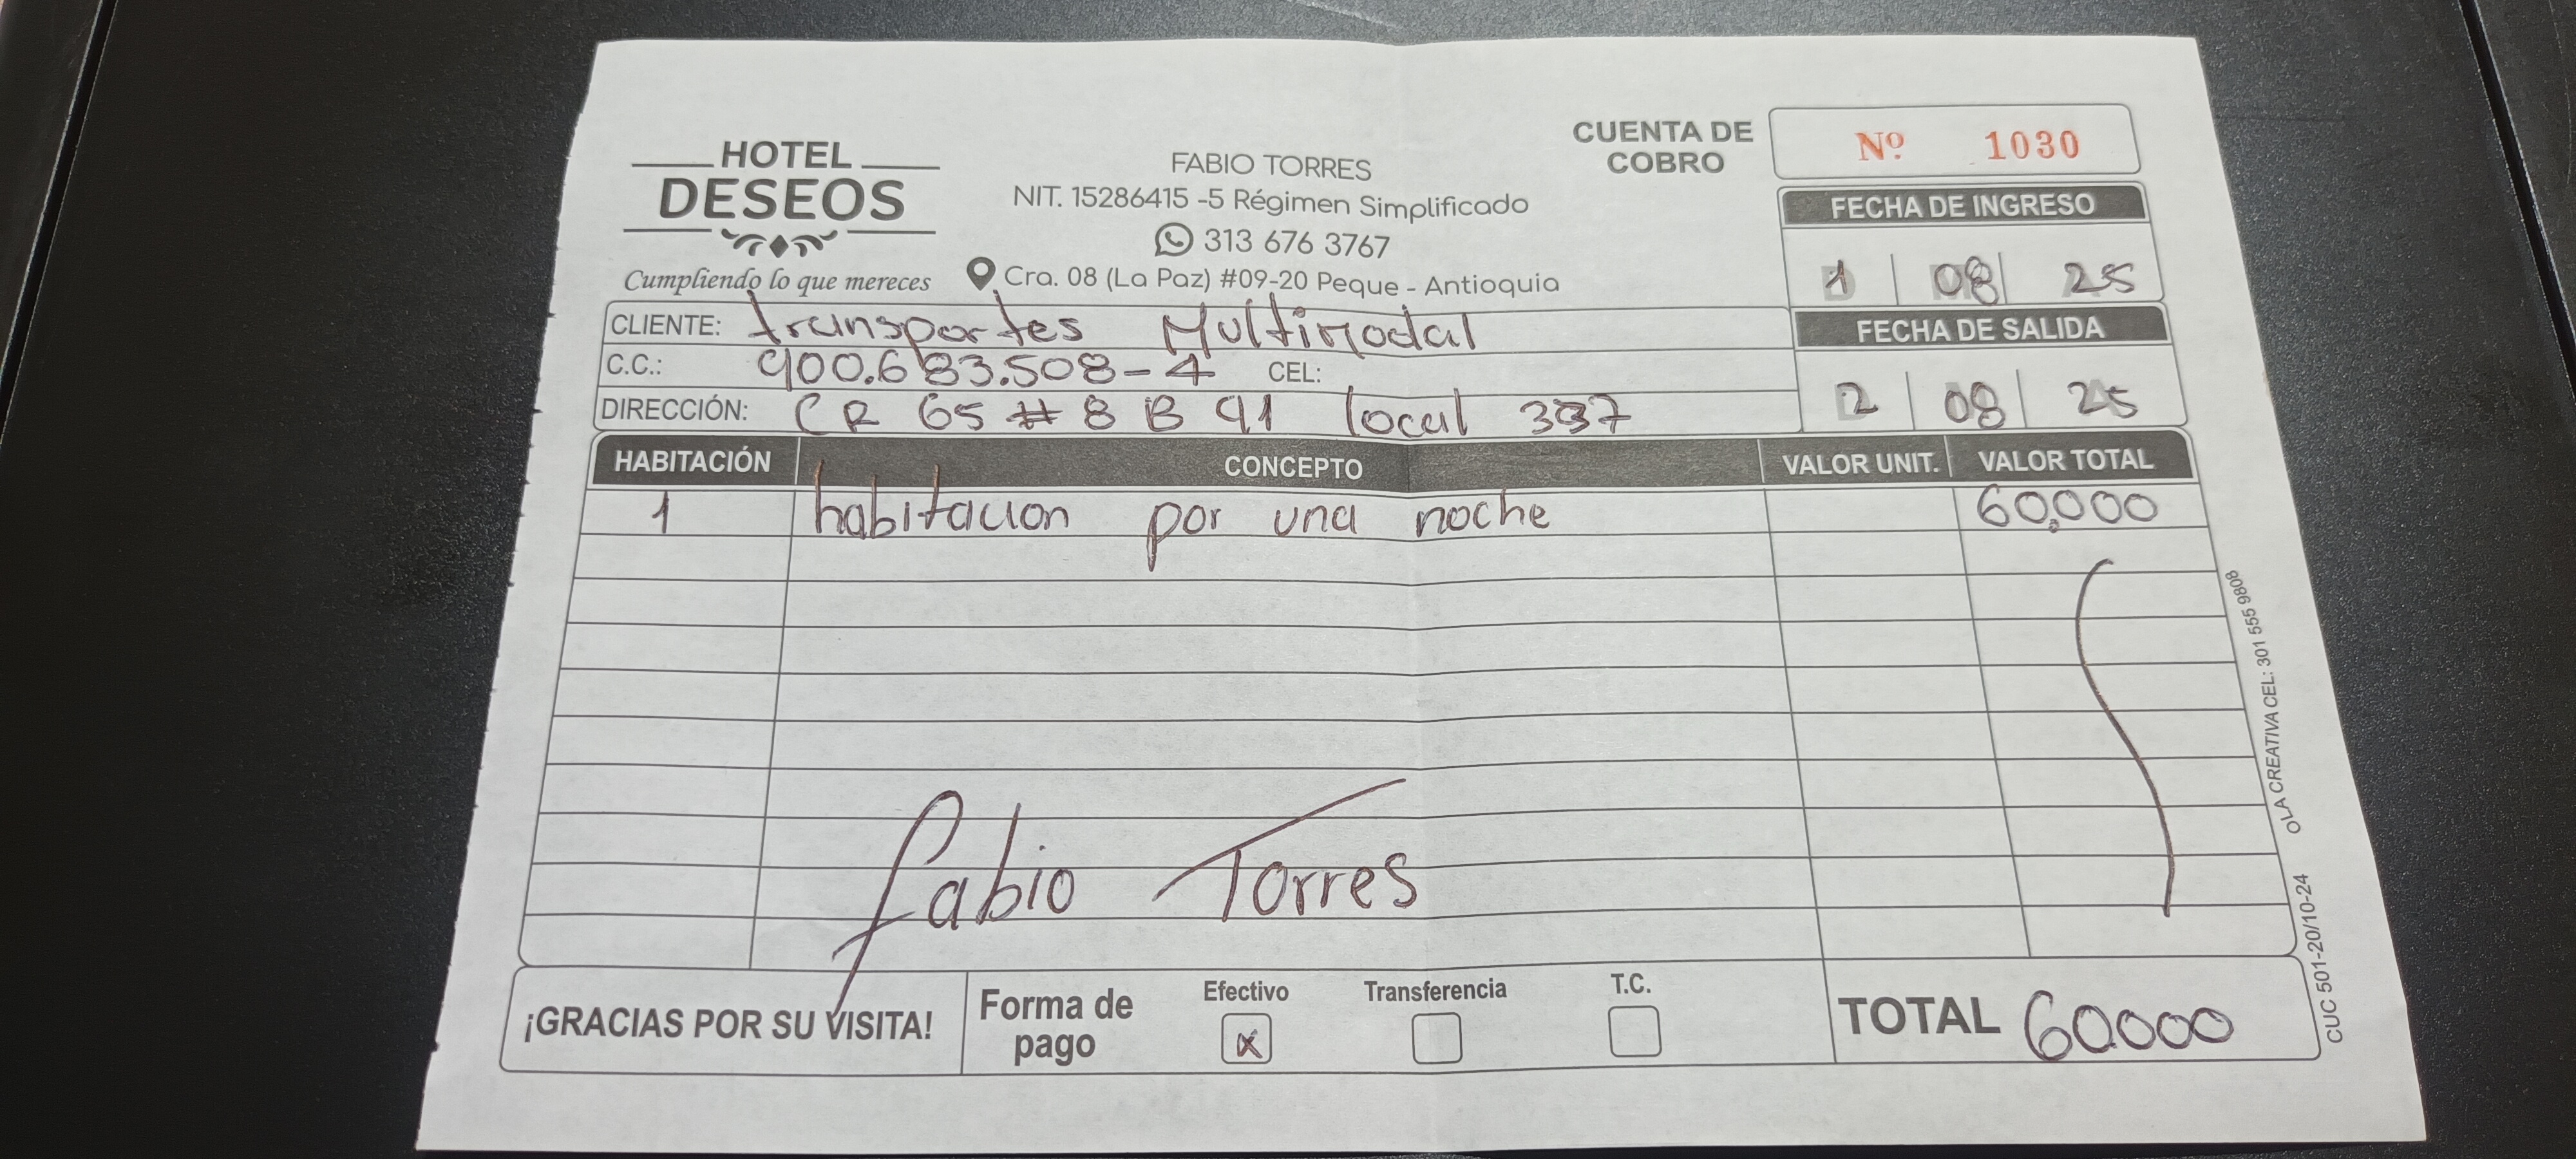 HOTEL
DESEOS
Cumpliendo lo que mereces
FABIO TORRES
NIT. 15286415 -5 Régimen Simplificado
313 676 3767
Cra. 08 (La Paz) #09-20 Peque - Antioquia
CUENTA DE
COBRO
Nº 1030
FECHA DE INGRESO
1 08 25
FECHA DE SALIDA
2 08 25
CLIENTE: transportes Multimodal
C.C.: 900.683.508-4 CEL:
DIRECCIÓN: CR 65 # 8 B 91 local 337
HABITACIÓN CONCEPTO VALOR UNIT. VALOR TOTAL
1 habitacion por una noche 60,000
fabio Torres
¡GRACIAS POR SU VISITA!
Forma de
pago
Efectivo x Transferencia T.C.
TOTAL 60.000
CUC 501-20/10-24 OLA CREATIVA CEL: 301 555 9808